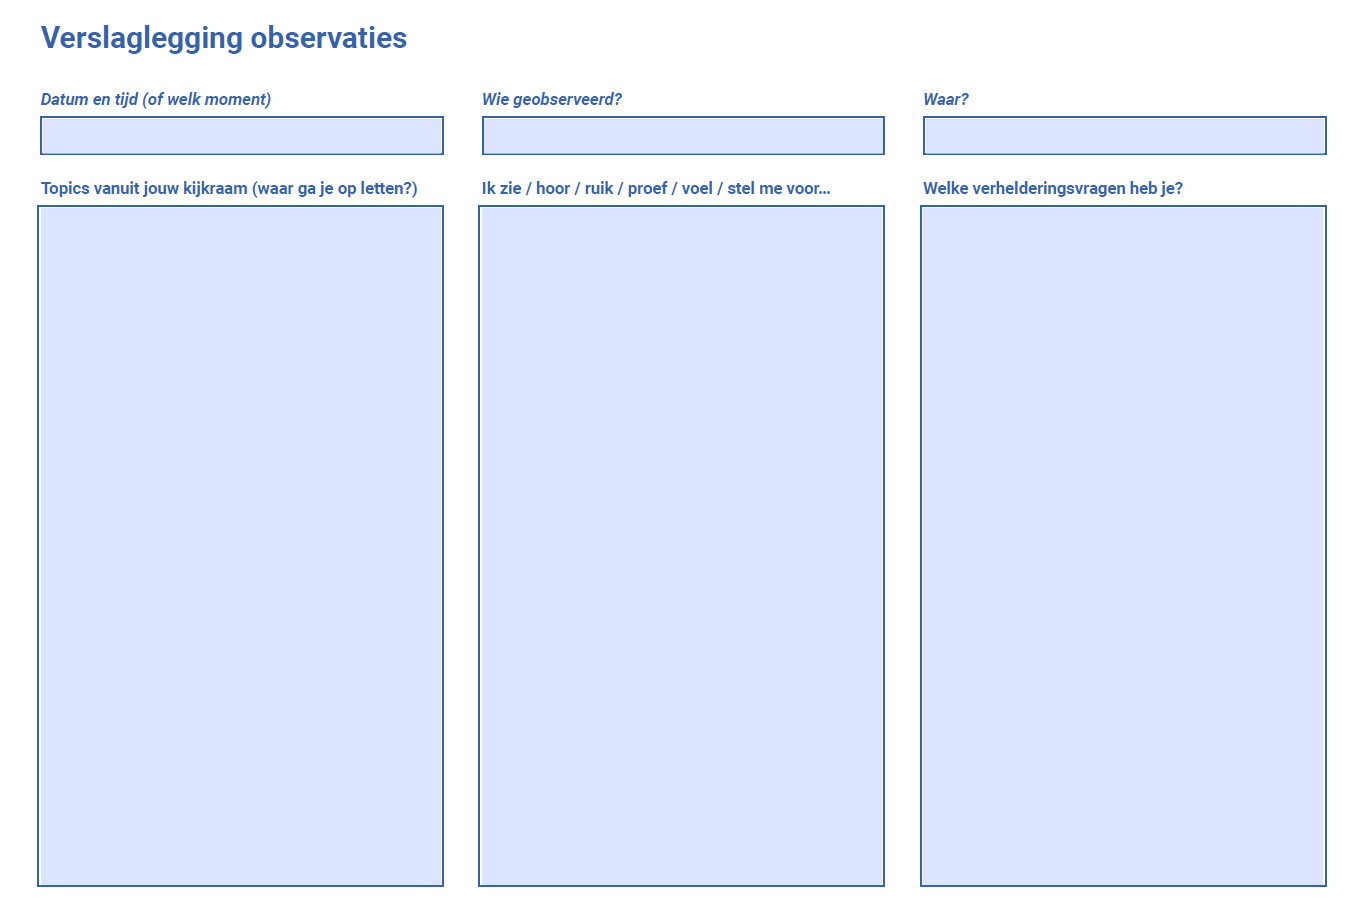 Verslaglegging observaties
Datum en tijd (of welk moment)
Wie geobserveerd?
Waar?
Topics vanuit jouw kijkraam (waar ga je op letten?)
Ik zie / hoor / ruik / proef / voel / stel me voor...
Welke verhelderingsvragen heb je?